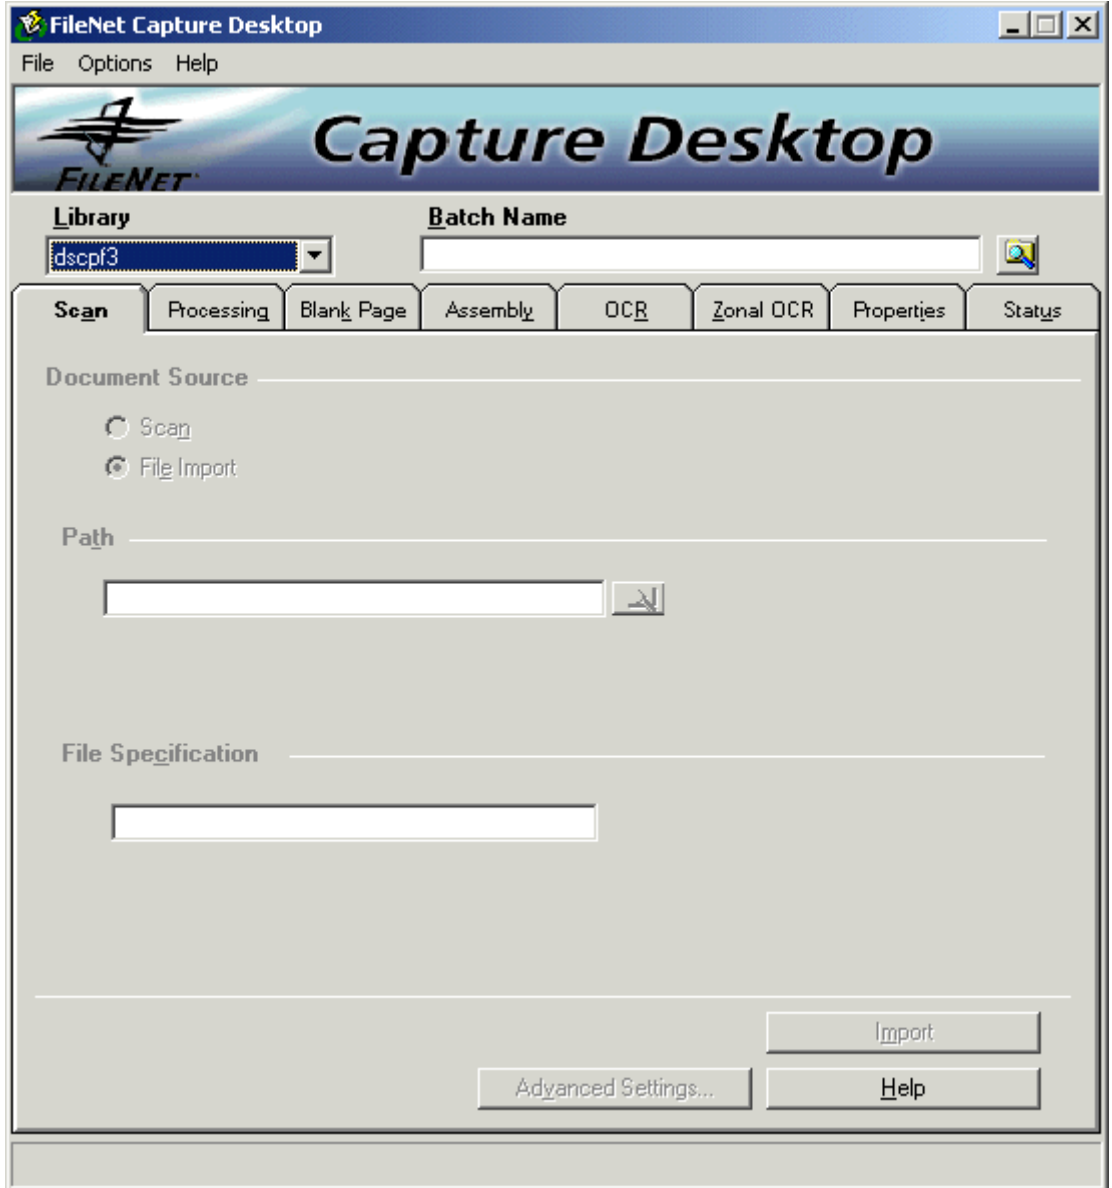 FileNet Capture Desktop
File Options Help
FILENET Capture Desktop
Library Batch Name
dscpf3
Scan Processing Blank Page Assembly OCR Zonal OCR Properties Status
Document Source
Scan
File Import
Path
File Specification
Import
Advanced Settings... Help